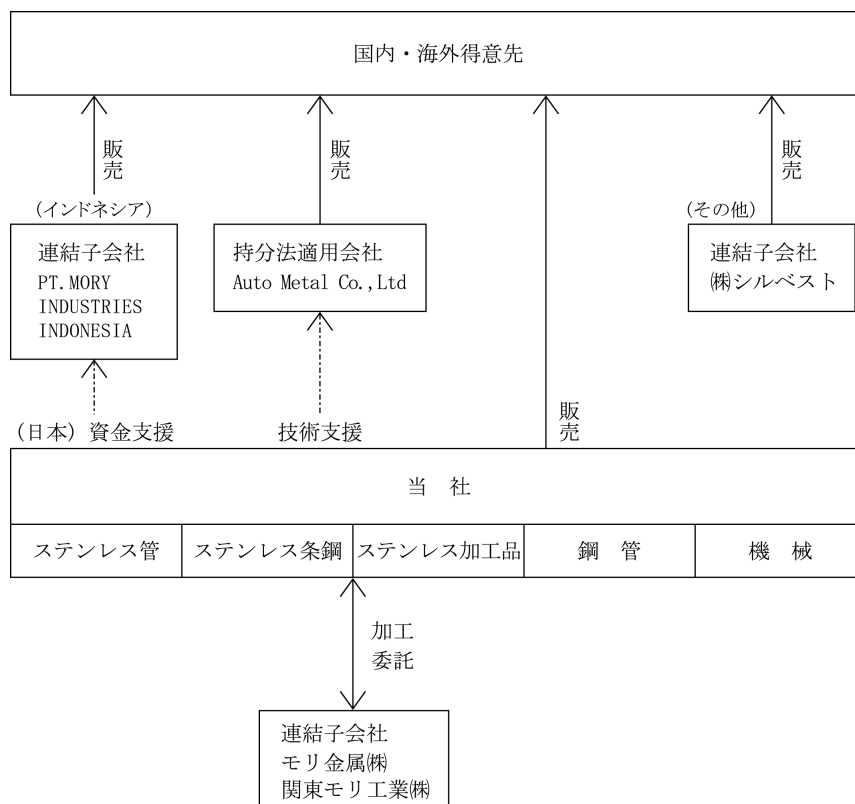 国内・海外得意先
販売
販売
販売
販売
(インドネシア)
連結子会社
PT.MORY
INDUSTRIES
INDONESIA
持分法適用会社
Auto Metal Co.,Ltd
(その他)
連結子会社
㈱シルベスト
(日本) 資金支援
技術支援
当　社
ステンレス管
ステンレス条鋼
ステンレス加工品
鋼　管
機　械
加工
委託
連結子会社
モリ金属㈱
関東モリ工業㈱